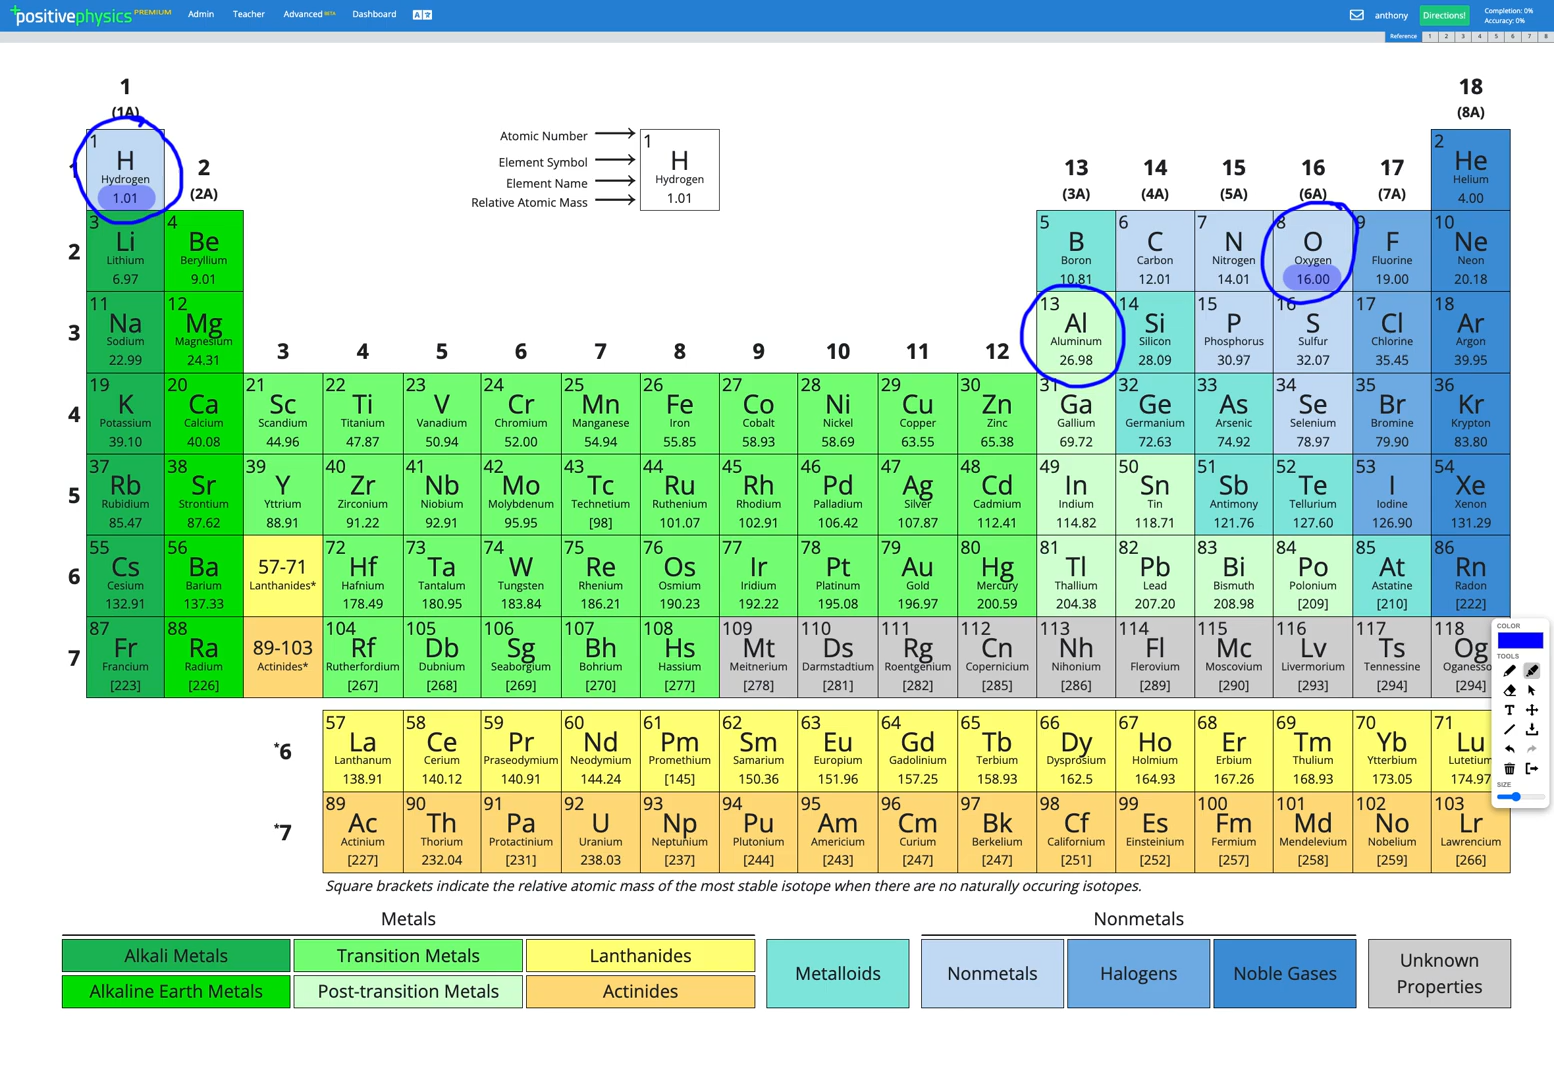 +positivephysics PREMIUM Admin Teacher Advanced BETA Dashboard A anthony Directions! Completion: 0% Accuracy: 0%
Reference 1 2 3 4 5 6 7 8
1 18
(1A) (8A)
1 Atomic Number 1 2
1 H 2 Element Symbol H 13 14 15 16 17 He
Hydrogen (2A) Element Name Hydrogen (3A) (4A) (5A) (6A) (7A) Helium
1.01 Relative Atomic Mass 1.01 4.00
3 4 5 6 7 8 9 10
2 Li Be B C N O F Ne
Lithium Beryllium Boron Carbon Nitrogen Oxygen Fluorine Neon
6.97 9.01 10.81 12.01 14.01 16.00 19.00 20.18
11 12 13 14 15 16 17 18
3 Na Mg 3 4 5 6 7 8 9 10 11 12 Al Si P S Cl Ar
Sodium Magnesium Aluminum Silicon Phosphorus Sulfur Chlorine Argon
22.99 24.31 26.98 28.09 30.97 32.07 35.45 39.95
19 20 21 22 23 24 25 26 27 28 29 30 31 32 33 34 35 36
4 K Ca Sc Ti V Cr Mn Fe Co Ni Cu Zn Ga Ge As Se Br Kr
Potassium Calcium Scandium Titanium Vanadium Chromium Manganese Iron Cobalt Nickel Copper Zinc Gallium Germanium Arsenic Selenium Bromine Krypton
39.10 40.08 44.96 47.87 50.94 52.00 54.94 55.85 58.93 58.69 63.55 65.38 69.72 72.63 74.92 78.97 79.90 83.80
37 38 39 40 41 42 43 44 45 46 47 48 49 50 51 52 53 54
5 Rb Sr Y Zr Nb Mo Tc Ru Rh Pd Ag Cd In Sn Sb Te I Xe
Rubidium Strontium Yttrium Zirconium Niobium Molybdenum Technetium Ruthenium Rhodium Palladium Silver Cadmium Indium Tin Antimony Tellurium Iodine Xenon
85.47 87.62 88.91 91.22 92.91 95.95 [98] 101.07 102.91 106.42 107.87 112.41 114.82 118.71 121.76 127.60 126.90 131.29
55 56 57-71 72 73 74 75 76 77 78 79 80 81 82 83 84 85 86
6 Cs Ba Lanthanides* Hf Ta W Re Os Ir Pt Au Hg Tl Pb Bi Po At Rn
Cesium Barium Hafnium Tantalum Tungsten Rhenium Osmium Iridium Platinum Gold Mercury Thallium Lead Bismuth Polonium Astatine Radon
132.91 137.33 178.49 180.95 183.84 186.21 190.23 192.22 195.08 196.97 200.59 204.38 207.20 208.98 [209] [210] [222]
87 88 89-103 104 105 106 107 108 109 110 111 112 113 114 115 116 117 118
7 Fr Ra Actinides* Rf Db Sg Bh Hs Mt Ds Rg Cn Nh Fl Mc Lv Ts Og
Francium Radium Rutherfordium Dubnium Seaborgium Bohrium Hassium Meitnerium Darmstadtium Roentgenium Copernicium Nihonium Flerovium Moscovium Livermorium Tennessine Oganesso
[223] [226] [267] [268] [269] [270] [277] [278] [281] [282] [285] [286] [289] [290] [293] [294] [294]
57 58 59 60 61 62 63 64 65 66 67 68 69 70 71
*6 La Ce Pr Nd Pm Sm Eu Gd Tb Dy Ho Er Tm Yb Lu
Lanthanum Cerium Praseodymium Neodymium Promethium Samarium Europium Gadolinium Terbium Dysprosium Holmium Erbium Thulium Ytterbium Lutetium
138.91 140.12 140.91 144.24 [145] 150.36 151.96 157.25 158.93 162.5 164.93 167.26 168.93 173.05 174.97
89 90 91 92 93 94 95 96 97 98 99 100 101 102 103
*7 Ac Th Pa U Np Pu Am Cm Bk Cf Es Fm Md No Lr
Actinium Thorium Protactinium Uranium Neptunium Plutonium Americium Curium Berkelium Californium Einsteinium Fermium Mendelevium Nobelium Lawrencium
[227] 232.04 [231] 238.03 [237] [244] [243] [247] [247] [251] [252] [257] [258] [259] [266]
COLOR
TOOLS
T
SIZE
Square brackets indicate the relative atomic mass of the most stable isotope when there are no naturally occuring isotopes.
Metals Nonmetals
Alkali Metals Transition Metals Lanthanides Metalloids Nonmetals Halogens Noble Gases Unknown Properties
Alkaline Earth Metals Post-transition Metals Actinides